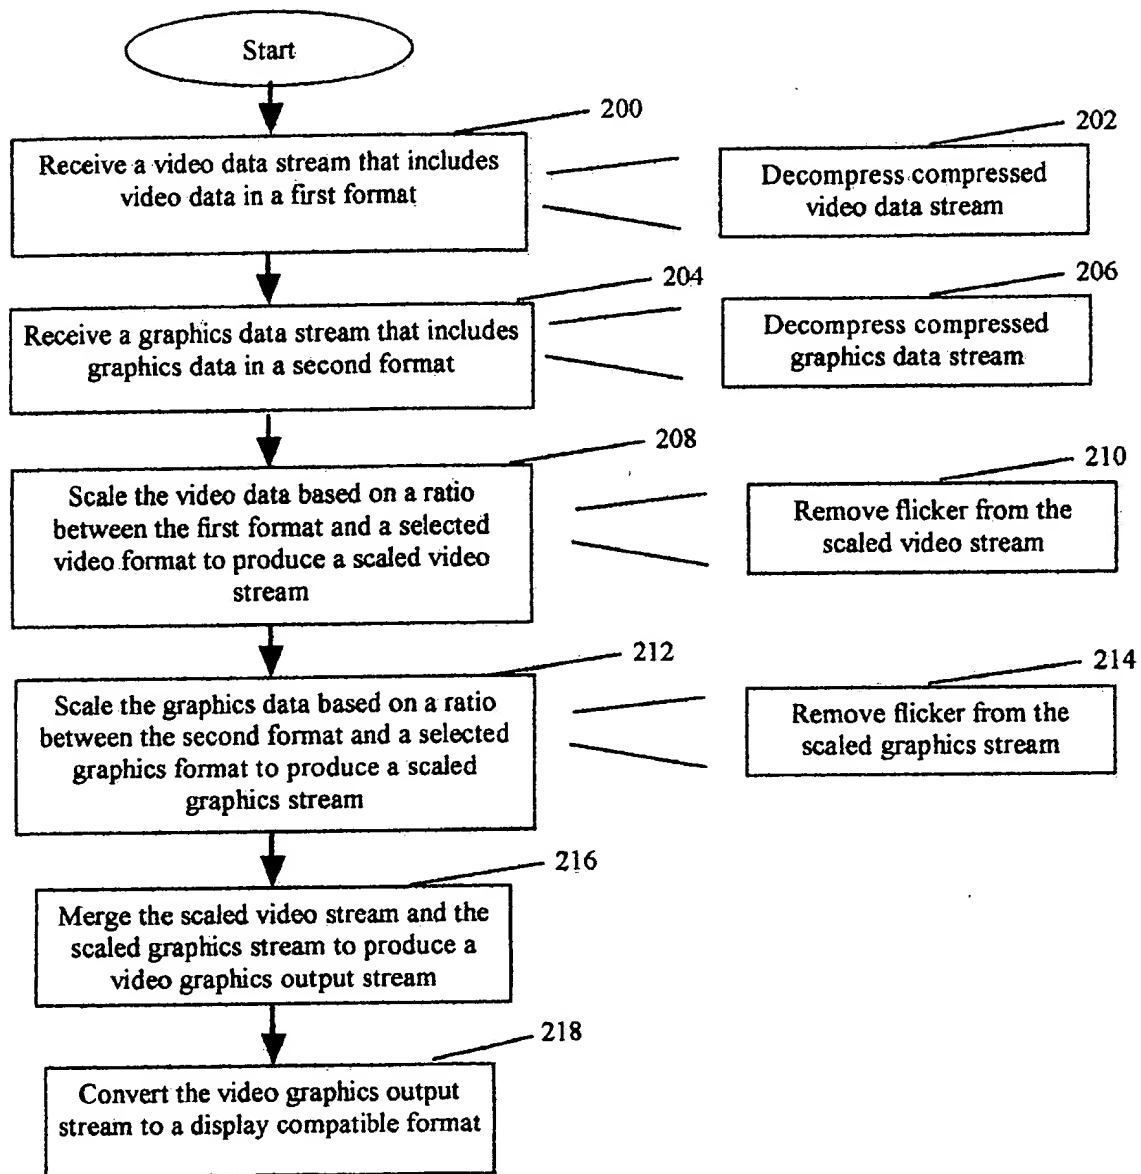 Start
200
Receive a video data stream that includes
video data in a first format
202
Decompress compressed
video data stream
204
Receive a graphics data stream that includes
graphics data in a second format
206
Decompress compressed
graphics data stream
208
Scale the video data based on a ratio
between the first format and a selected
video format to produce a scaled video
stream
210
Remove flicker from the
scaled video stream
212
Scale the graphics data based on a ratio
between the second format and a selected
graphics format to produce a scaled
graphics stream
214
Remove flicker from the
scaled graphics stream
216
Merge the scaled video stream and the
scaled graphics stream to produce a
video graphics output stream
218
Convert the video graphics output
stream to a display compatible format